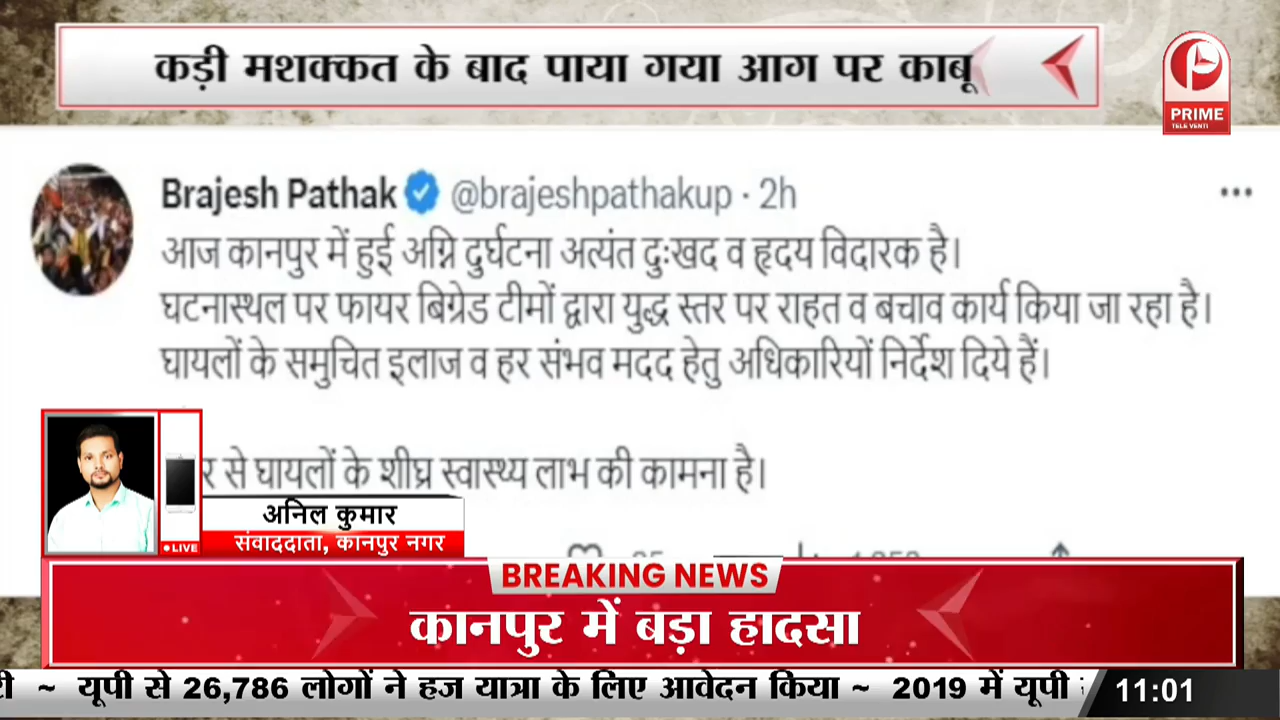 कड़ी मशक्कत के बाद पाया गया आग पर काबू
PRIME
TELE VENTI
Brajesh Pathak @brajeshpathakup · 2h
आज कानपुर में हुई अग्नि दुर्घटना अत्यंत दुःखद व हृदय विदारक है।
घटनास्थल पर फायर बिग्रेड टीमों द्वारा युद्ध स्तर पर राहत व बचाव कार्य किया जा रहा है।
घायलों के समुचित इलाज व हर संभव मदद हेतु अधिकारियों निर्देश दिये हैं।
र से घायलों के शीघ्र स्वास्थ्य लाभ की कामना है।
अनिल कुमार
LIVE
संवाददाता, कानपुर नगर
BREAKING NEWS
कानपुर में बड़ा हादसा
~ यूपी से 26,786 लोगों ने हज यात्रा के लिए आवेदन किया ~ 2019 में यूपी
11:01